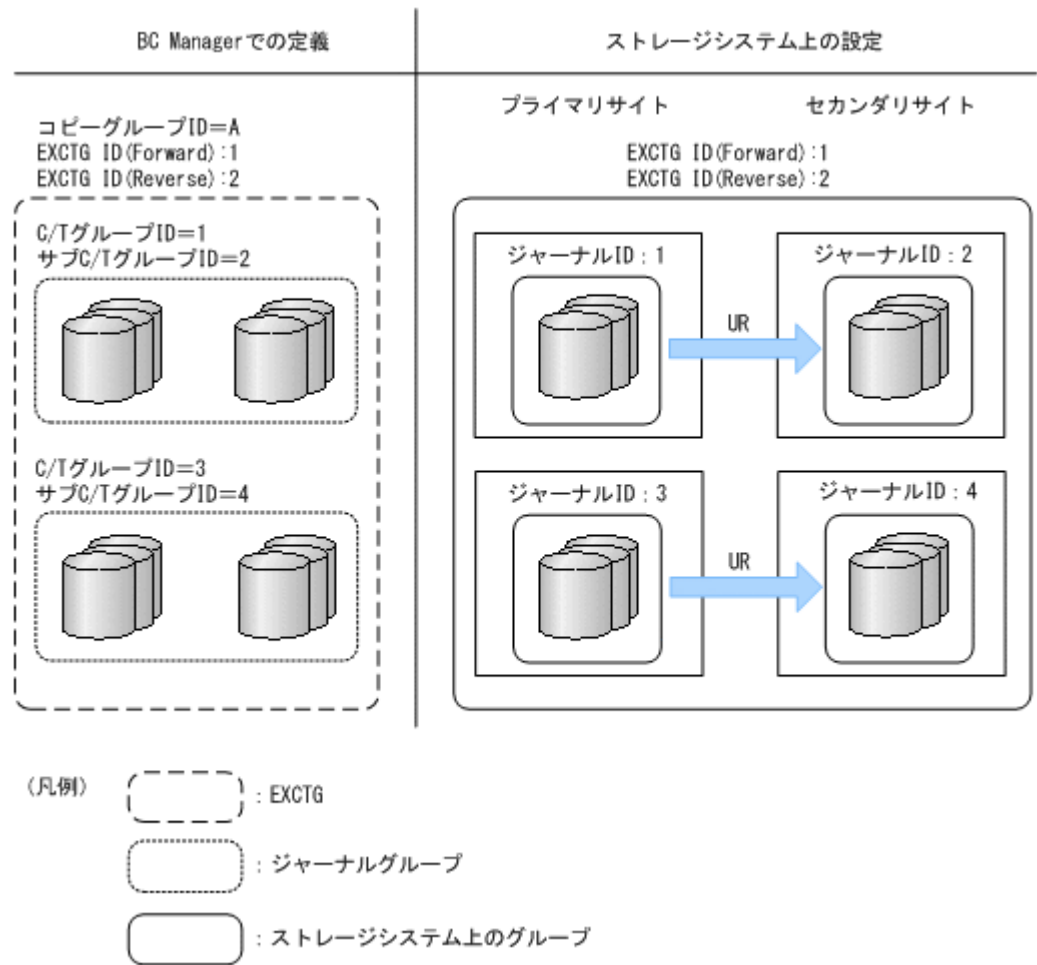 BC Managerでの定義
ストレージシステム上の設定
プライマリサイト
セカンダリサイト
コピーグループID=A
EXCTG ID(Forward):1
EXCTG ID(Reverse):2
EXCTG ID(Forward):1
EXCTG ID(Reverse):2
C/TグループID=1
サブC/TグループID=2
ジャーナルID:1
ジャーナルID:2
UR
C/TグループID=3
サブC/TグループID=4
ジャーナルID:3
ジャーナルID:4
UR
(凡例)
:EXCTG
:ジャーナルグループ
:ストレージシステム上のグループ